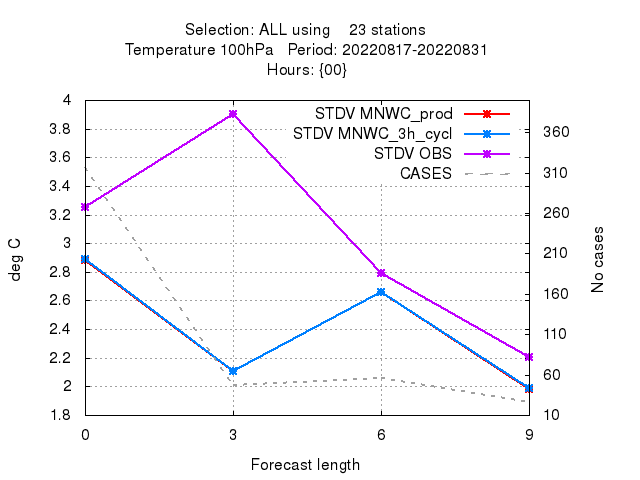 Selection: ALL using    23 stations
Temperature 100hPa   Period: 20220817-20220831
Hours: {00}
STDV MNWC_prod
STDV MNWC_3h_cycl
STDV OBS
CASES
4
3.8
3.6
3.4
3.2
3
2.8
2.6
2.4
2.2
2
1.8
deg C
360
310
260
210
160
110
60
10
No cases
0 3 6 9
Forecast length